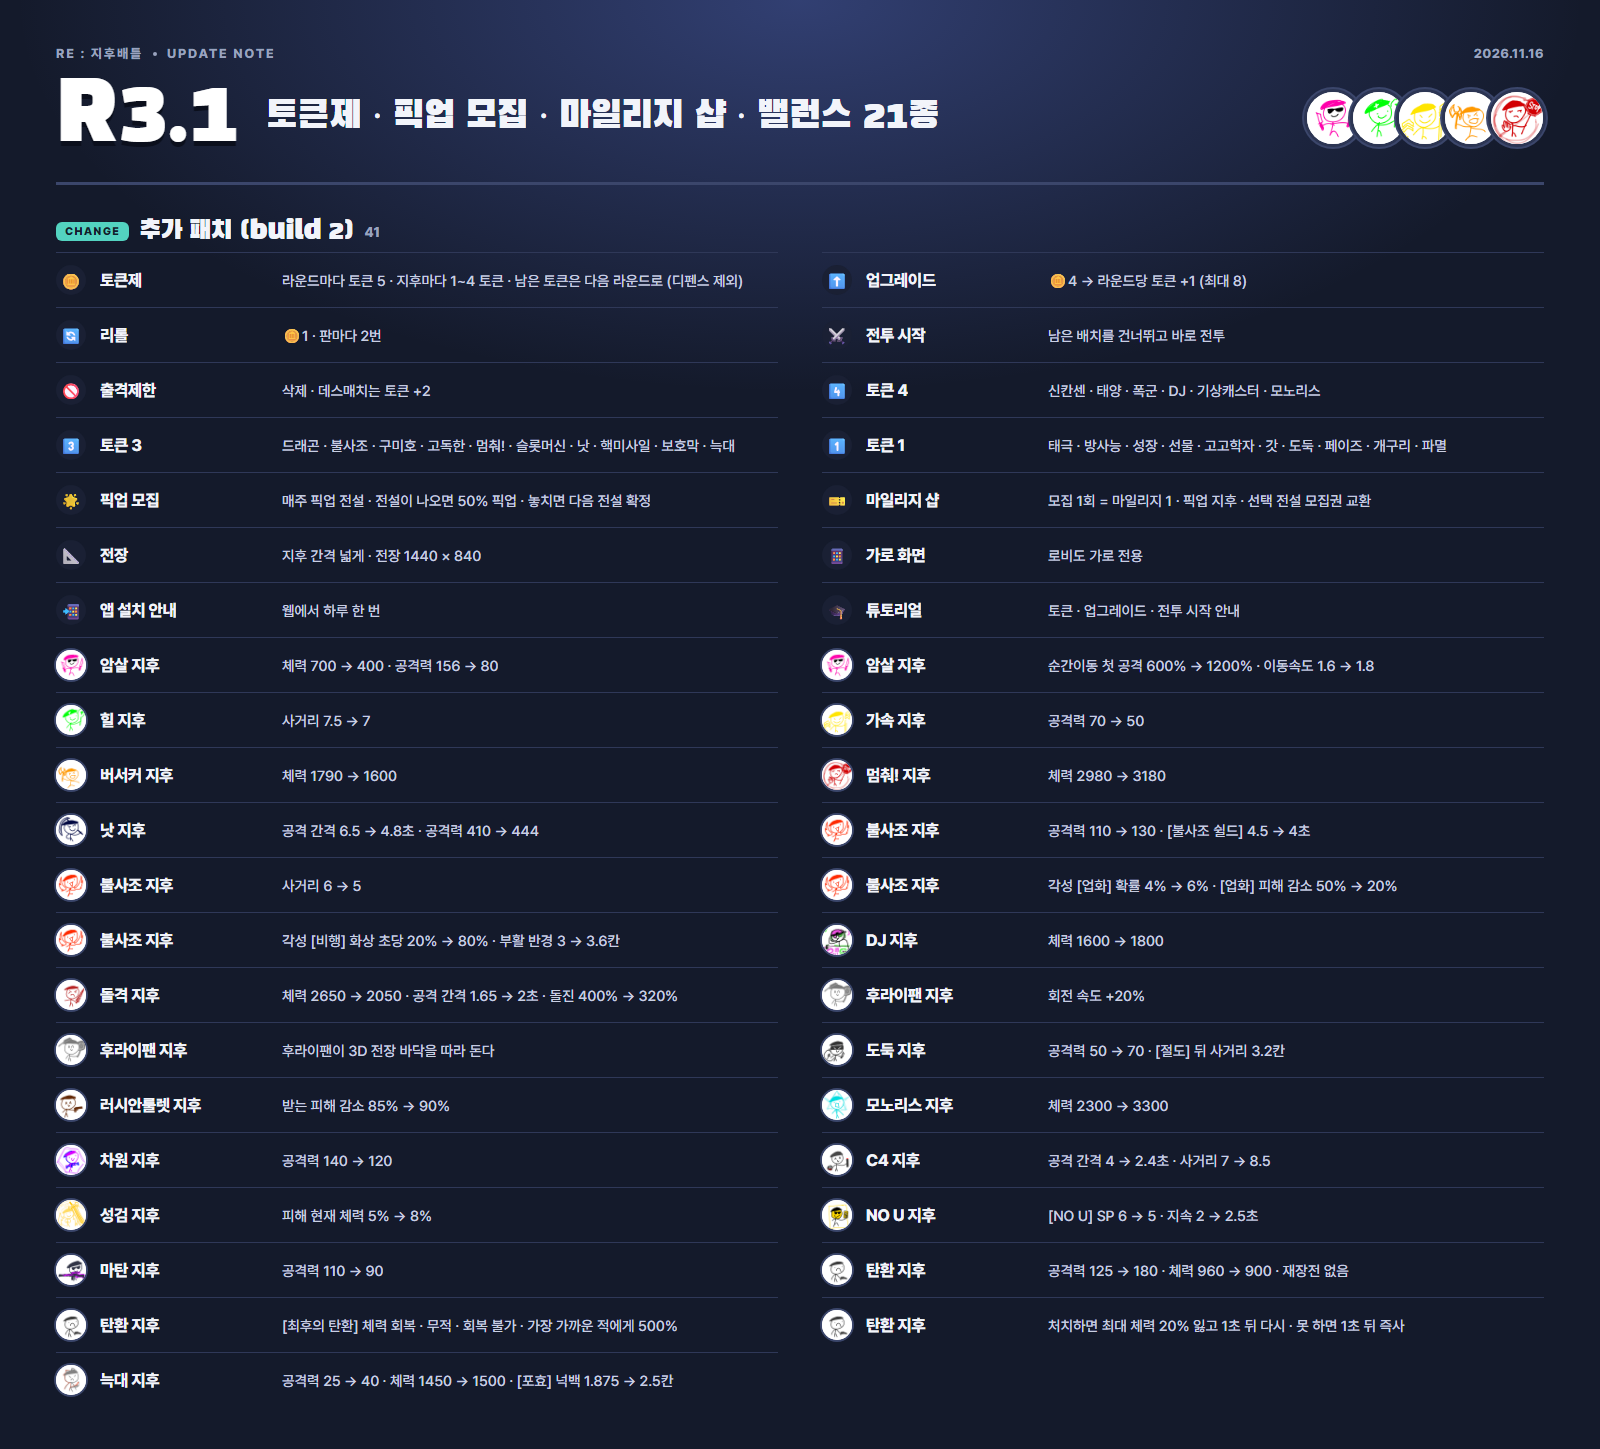 RE : 지후배틀 • UPDATE NOTE
2026.11.16
R3.1 토큰제 · 픽업 모집 · 마일리지 샵 · 밸런스 21종
CHANGE 추가 패치 (build 2) 41
토큰제 라운드마다 토큰 5 · 지후마다 1~4 토큰 · 남은 토큰은 다음 라운드로 (디펜스 제외)
업그레이드 4 → 라운드당 토큰 +1 (최대 8)
리롤 1 · 판마다 2번
전투 시작 남은 배치를 건너뛰고 바로 전투
출격제한 삭제 · 데스매치는 토큰 +2
4 토큰 4 신칸센 · 태양 · 폭군 · DJ · 기상캐스터 · 모노리스
3 토큰 3 드래곤 · 불사조 · 구미호 · 고독한 · 멈춰! · 슬롯머신 · 낫 · 핵미사일 · 보호막 · 늑대
1 토큰 1 태극 · 방사능 · 성장 · 선물 · 고고학자 · 갓 · 도둑 · 페이즈 · 개구리 · 파멸
픽업 모집 매주 픽업 전설 · 전설이 나오면 50% 픽업 · 놓치면 다음 전설 확정
마일리지 샵 모집 1회 = 마일리지 1 · 픽업 지후 · 선택 전설 모집권 교환
전장 지후 간격 넓게 · 전장 1440 × 840
가로 화면 로비도 가로 전용
앱 설치 안내 웹에서 하루 한 번
튜토리얼 토큰 · 업그레이드 · 전투 시작 안내
암살 지후 체력 700 → 400 · 공격력 156 → 80
암살 지후 순간이동 첫 공격 600% → 1200% · 이동속도 1.6 → 1.8
힐 지후 사거리 7.5 → 7
가속 지후 공격력 70 → 50
버서커 지후 체력 1790 → 1600
멈춰! 지후 체력 2980 → 3180
낫 지후 공격 간격 6.5 → 4.8초 · 공격력 410 → 444
불사조 지후 공격력 110 → 130 · [불사조 쉴드] 4.5 → 4초
불사조 지후 사거리 6 → 5
불사조 지후 각성 [업화] 확률 4% → 6% · [업화] 피해 감소 50% → 20%
불사조 지후 각성 [비행] 화상 초당 20% → 80% · 부활 반경 3 → 3.6칸
DJ 지후 체력 1600 → 1800
돌격 지후 체력 2650 → 2050 · 공격 간격 1.65 → 2초 · 돌진 400% → 320%
후라이팬 지후 회전 속도 +20%
후라이팬 지후 후라이팬이 3D 전장 바닥을 따라 돈다
도둑 지후 공격력 50 → 70 · [절도] 뒤 사거리 3.2칸
러시안룰렛 지후 받는 피해 감소 85% → 90%
모노리스 지후 체력 2300 → 3300
차원 지후 공격력 140 → 120
C4 지후 공격 간격 4 → 2.4초 · 사거리 7 → 8.5
성검 지후 피해 현재 체력 5% → 8%
NO U 지후 [NO U] SP 6 → 5 · 지속 2 → 2.5초
마탄 지후 공격력 110 → 90
탄환 지후 공격력 125 → 180 · 체력 960 → 900 · 재장전 없음
탄환 지후 [최후의 탄환] 체력 회복 · 무적 · 회복 불가 · 가장 가까운 적에게 500%
탄환 지후 처치하면 최대 체력 20% 잃고 1초 뒤 다시 · 못 하면 1초 뒤 즉사
늑대 지후 공격력 25 → 40 · 체력 1450 → 1500 · [포효] 넉백 1.875 → 2.5칸